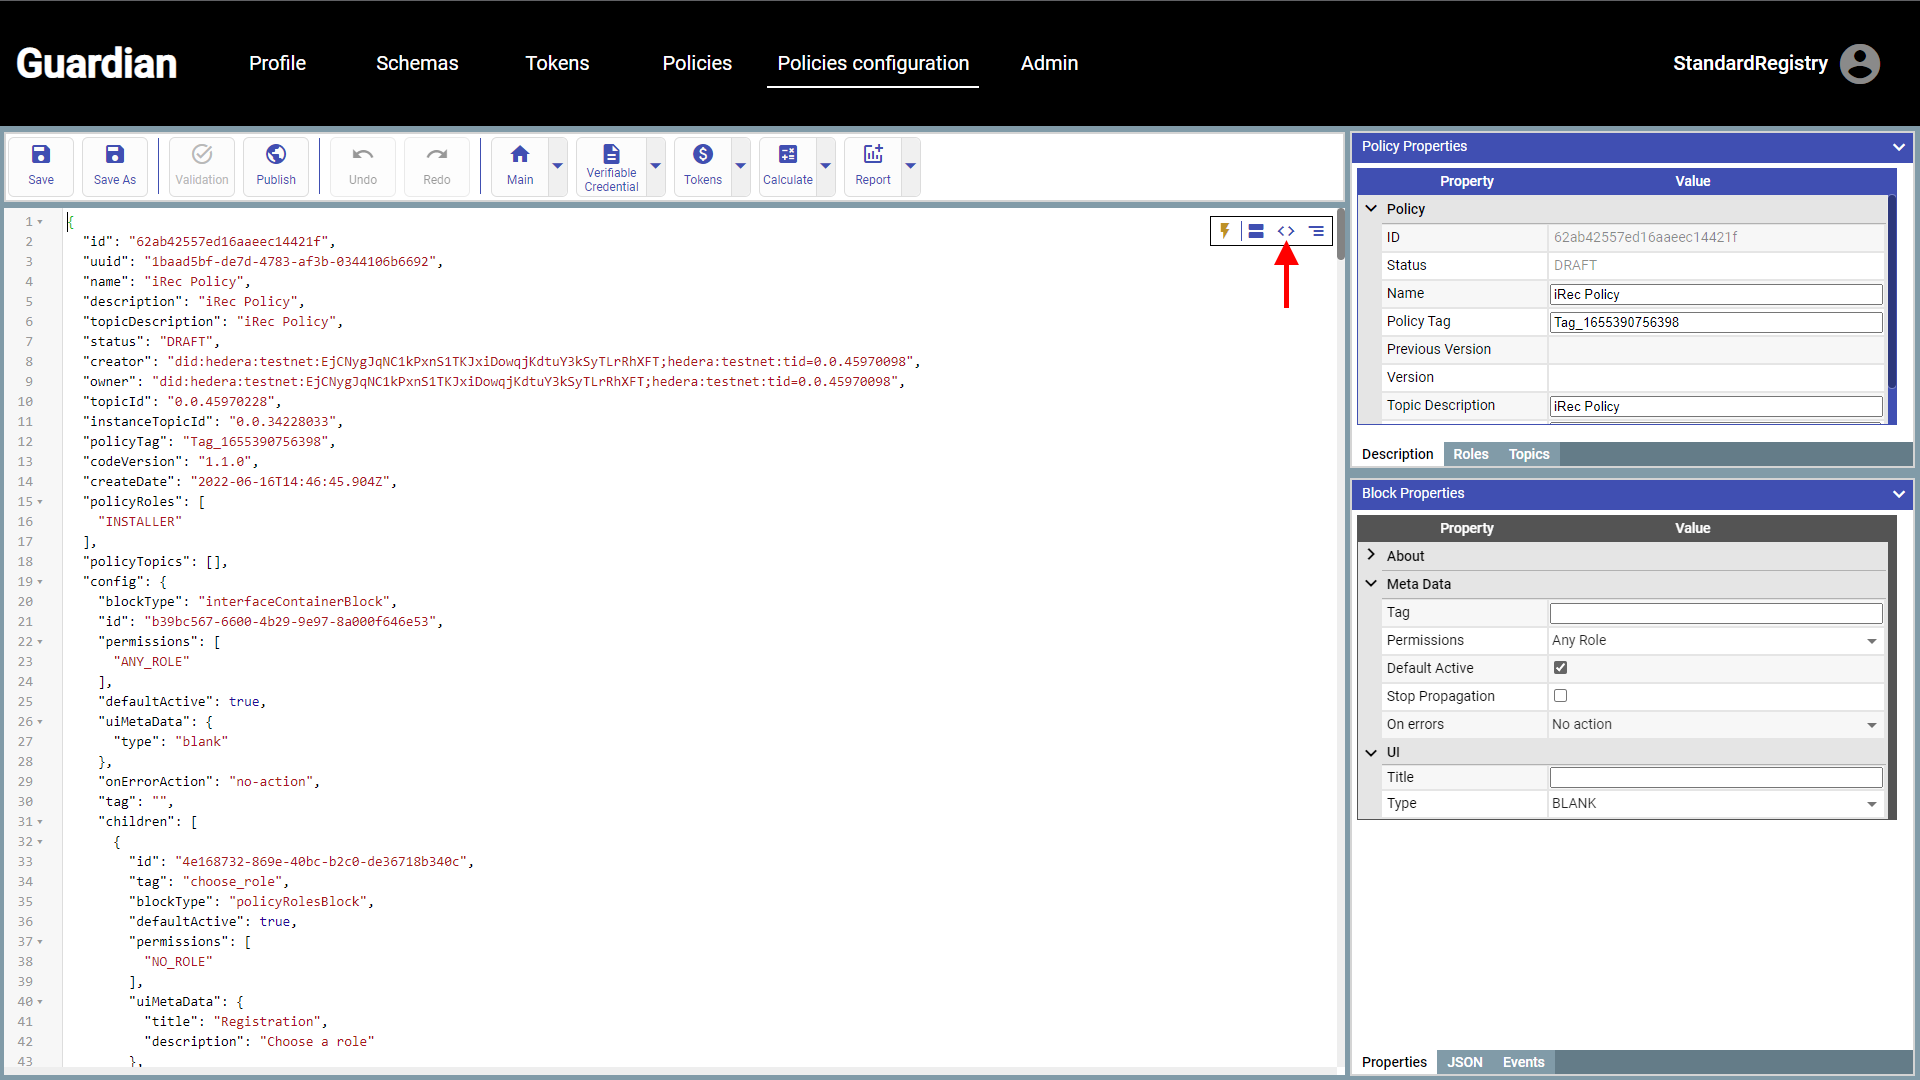 Guardian
Profile
Schemas
Tokens
Policies
Policies configuration
Admin
StandardRegistry
Save
Save As
Validation
Publish
Undo
Redo
Main
Verifiable
Credential
Tokens
Calculate
Report
1 {
2 "id": "62ab42557ed16aaeec14421f",
3 "uuid": "1baad5bf-de7d-4783-af3b-0344106b6692",
4 "name": "iRec Policy",
5 "description": "iRec Policy",
6 "topicDescription": "iRec Policy",
7 "status": "DRAFT",
8 "creator": "did:hedera:testnet:EjCNygJqNC1kPxnS1TKJxiDowqjKdtuY3kSyTLrRhXFT;hedera:testnet:tid=0.0.45970098",
9 "owner": "did:hedera:testnet:EjCNygJqNC1kPxnS1TKJxiDowqjKdtuY3kSyTLrRhXFT;hedera:testnet:tid=0.0.45970098",
10 "topicId": "0.0.45970228",
11 "instanceTopicId": "0.0.34228033",
12 "policyTag": "Tag_1655390756398",
13 "codeVersion": "1.1.0",
14 "createDate": "2022-06-16T14:46:45.904Z",
15 "policyRoles": [
16 "INSTALLER"
17 ],
18 "policyTopics": [],
19 "config": {
20 "blockType": "interfaceContainerBlock",
21 "id": "b39bc567-6600-4b29-9e97-8a000f646e53",
22 "permissions": [
23 "ANY_ROLE"
24 ],
25 "defaultActive": true,
26 "uiMetaData": {
27 "type": "blank"
28 },
29 "onErrorAction": "no-action",
30 "tag": "",
31 "children": [
32 {
33 "id": "4e168732-869e-40bc-b2c0-de36718b340c",
34 "tag": "choose_role",
35 "blockType": "policyRolesBlock",
36 "defaultActive": true,
37 "permissions": [
38 "NO_ROLE"
39 ],
40 "uiMetaData": {
41 "title": "Registration",
42 "description": "Choose a role"
43 },
Policy Properties
Property Value
Policy
ID 62ab42557ed16aaeec14421f
Status DRAFT
Name iRec Policy
Policy Tag Tag_1655390756398
Previous Version
Version
Topic Description iRec Policy
Description Roles Topics
Block Properties
Property Value
About
Meta Data
Tag
Permissions Any Role
Default Active
Stop Propagation
On errors No action
UI
Title
Type BLANK
Properties JSON Events